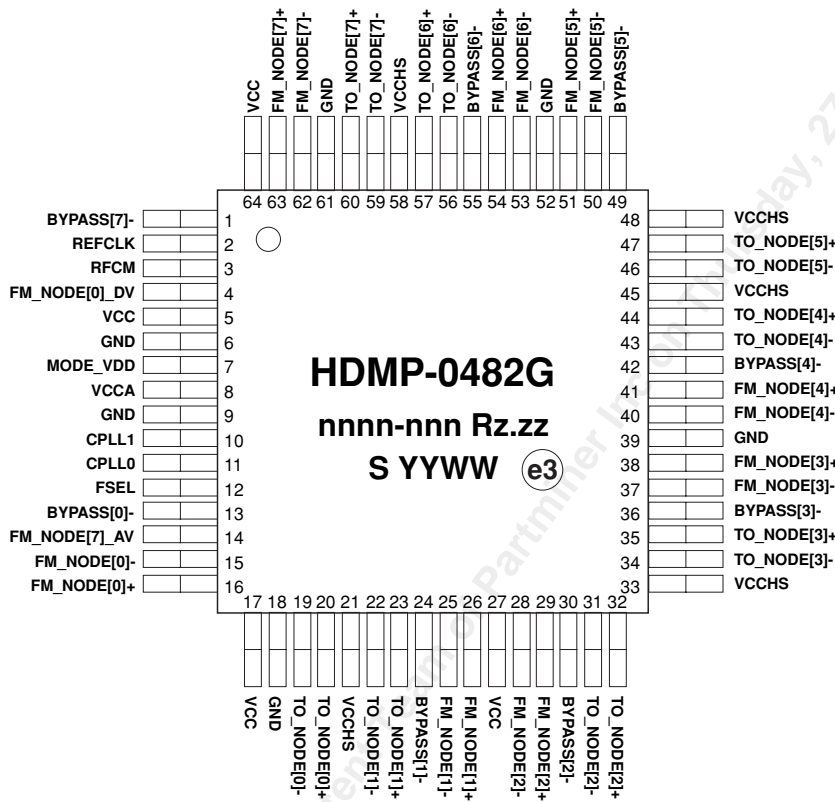 VCC
FM_NODE[7]+
FM_NODE[7]-
GND
TO_NODE[7]+
TO_NODE[7]-
VCCHS
TO_NODE[6]+
TO_NODE[6]-
BYPASS[6]-
FM_NODE[6]+
FM_NODE[6]-
GND
FM_NODE[5]+
FM_NODE[5]-
BYPASS[5]-
64 63 62 61 60 59 58 57 56 55 54 53 52 51 50 49
BYPASS[7]- 1
REFCLK 2
RFCM 3
FM_NODE[0]_DV 4
VCC 5
GND 6
MODE_VDD 7
VCCA 8
GND 9
CPLL1 10
CPLL0 11
FSEL 12
BYPASS[0]- 13
FM_NODE[7]_AV 14
FM_NODE[0]- 15
FM_NODE[0]+ 16
HDMP-0482G
nnnn-nnn Rz.zz
S YYWW e3
48 VCCHS
47 TO_NODE[5]+
46 TO_NODE[5]-
45 VCCHS
44 TO_NODE[4]+
43 TO_NODE[4]-
42 BYPASS[4]-
41 FM_NODE[4]+
40 FM_NODE[4]-
39 GND
38 FM_NODE[3]+
37 FM_NODE[3]-
36 BYPASS[3]-
35 TO_NODE[3]+
34 TO_NODE[3]-
33 VCCHS
17 18 19 20 21 22 23 24 25 26 27 28 29 30 31 32
VCC
GND
TO_NODE[0]-
TO_NODE[0]+
VCCHS
TO_NODE[1]-
TO_NODE[1]+
BYPASS[1]-
FM_NODE[1]-
FM_NODE[1]+
VCC
FM_NODE[2]-
FM_NODE[2]+
BYPASS[2]-
TO_NODE[2]-
TO_NODE[2]+
Team of Partminer Inc on Thursday, 27